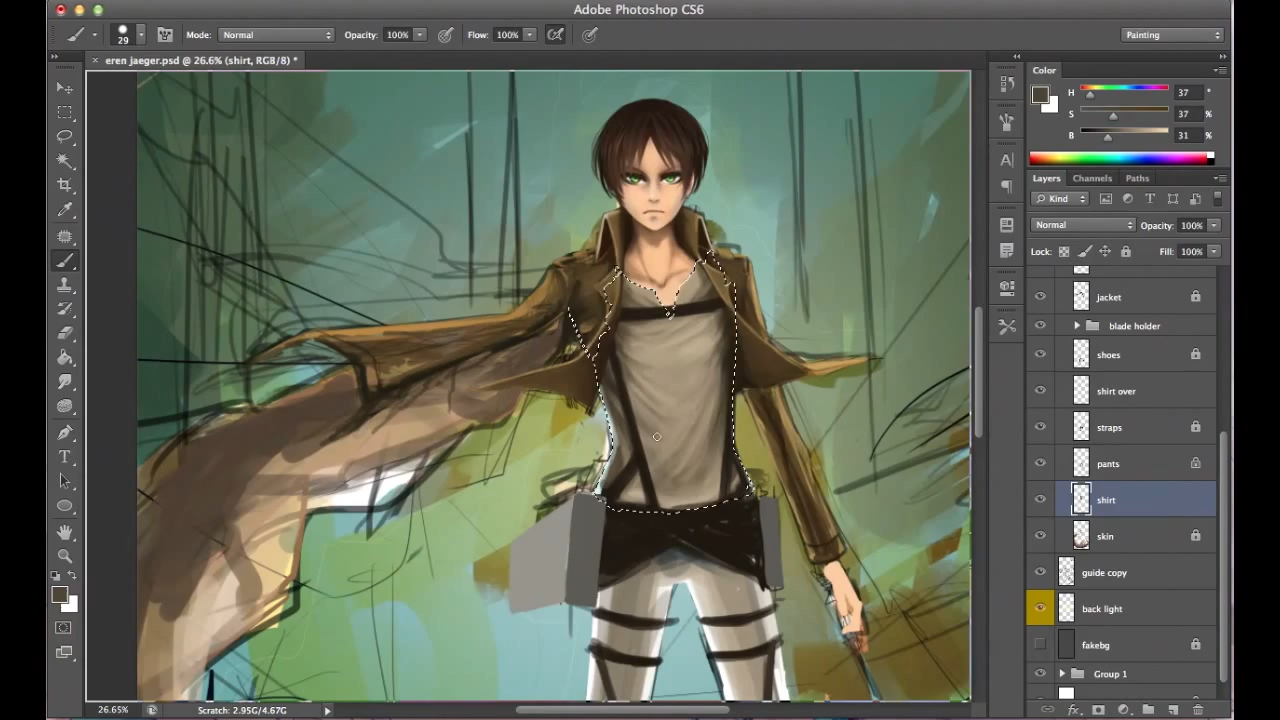 Adobe Photoshop CS6
29
Mode: Normal
Opacity: 100%
Flow: 100%
Painting
× eren jaeger.psd @ 26.6% (shirt, RGB/8) *
Color
H 37 °
S 37 %
B 31 %
Layers Channels Paths
Kind
Normal Opacity: 100%
Lock: Fill: 100%
jacket
blade holder
shoes
shirt over
straps
pants
shirt
skin
guide copy
back light
fakebg
Group 1
26.65% Scratch: 2.95G/4.67G